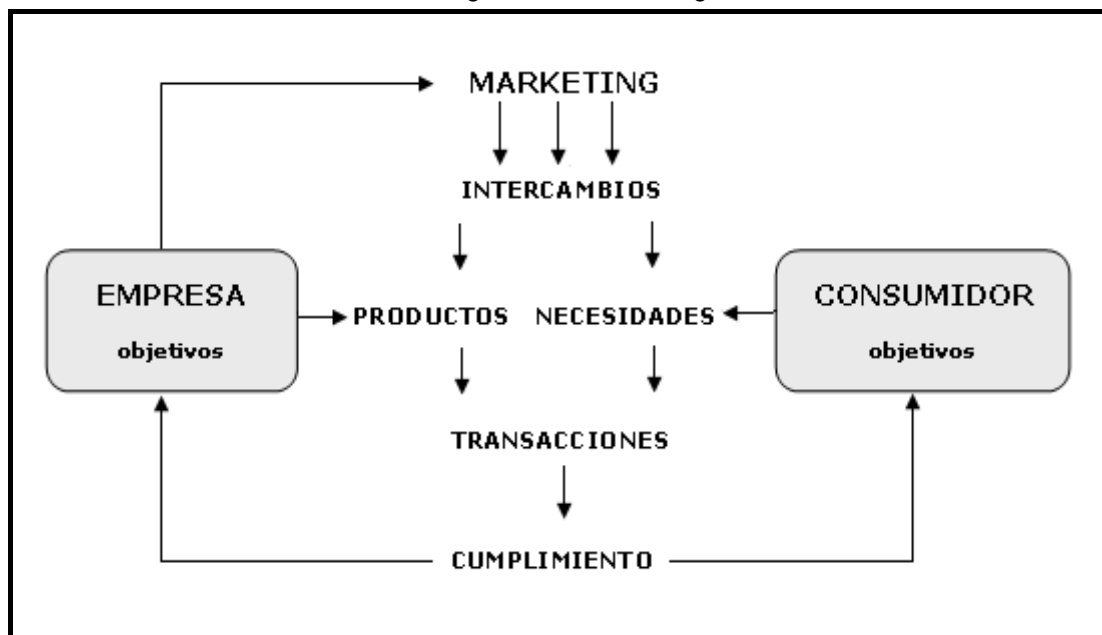 MARKETING
INTERCAMBIOS
EMPRESA
objetivos
PRODUCTOS
NECESIDADES
CONSUMIDOR
objetivos
TRANSACCIONES
CUMPLIMIENTO